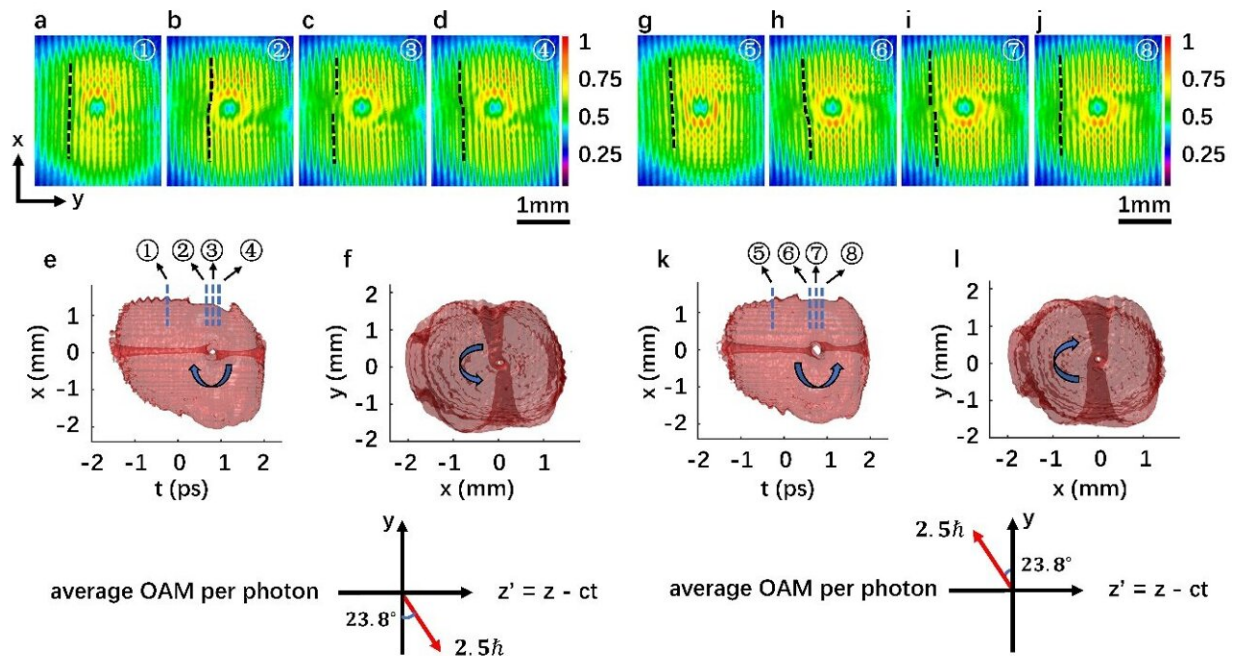 a b c d g h i j
① ② ③ ④ ⑤ ⑥ ⑦ ⑧
1
0.75
0.5
0.25
1
0.75
0.5
0.25
x
y
1mm
1mm
e
① ② ③ ④
x (mm)
1
0
-1
-2
-2 -1 0 1 2
t (ps)
f
y (mm)
2
1
0
-1
-2
-2 -1 0 1
x (mm)
k
⑤ ⑥ ⑦ ⑧
x (mm)
1
0
-1
-2
-2 -1 0 1 2
t (ps)
l
y (mm)
2
1
0
-1
-2
-2 -1 0 1
x (mm)
average OAM per photon
y
z' = z - ct
23.8°
2.5ℏ
average OAM per photon
y
2.5ℏ
23.8°
z' = z - ct